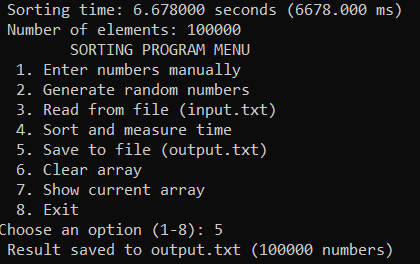 Sorting time: 6.678000 seconds (6678.000 ms)
Number of elements: 100000
SORTING PROGRAM MENU
1. Enter numbers manually
2. Generate random numbers
3. Read from file (input.txt)
4. Sort and measure time
5. Save to file (output.txt)
6. Clear array
7. Show current array
8. Exit
Choose an option (1-8): 5
Result saved to output.txt (100000 numbers)